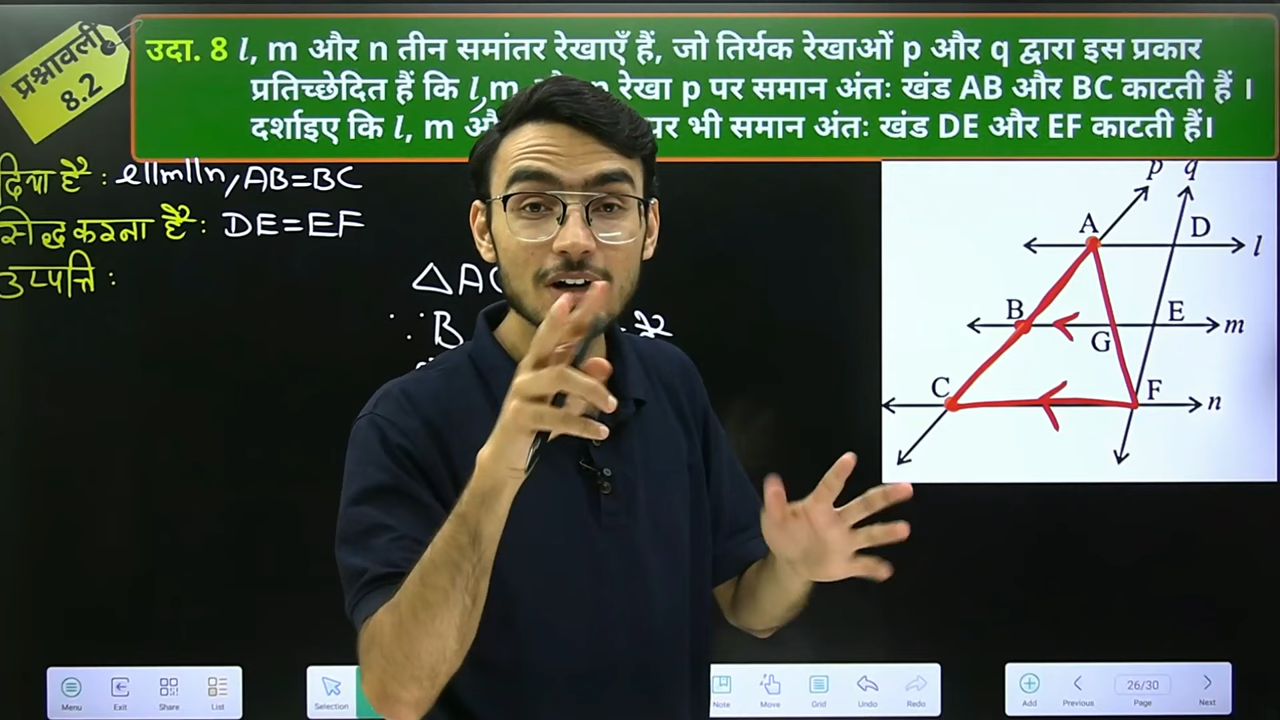 प्रश्नावली
8.2
उदा. 8 l, m और n तीन समांतर रेखाएँ हैं, जो तिर्यक रेखाओं p और q द्वारा इस प्रकार
प्रतिच्छेदित हैं कि l, m रेखा p पर समान अंतः खंड AB और BC काटती हैं ।
दर्शाइए कि l, m पर भी समान अंतः खंड DE और EF काटती हैं।
दिया है : l||m||n, AB=BC
सिद्ध करना है : DE=EF
उपपत्ति :
∵ B
p q
A D l
B E m
G
C F n
Menu Exit List Selection Note Move Grid Undo Redo Add Previous 26/30 Page Next